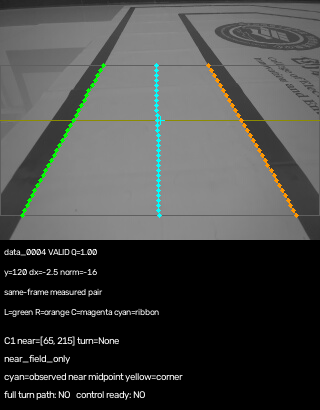 data_0004 VALID Q=1.00
y=120 dx=-2.5 norm=-16
same-frame measured pair
L=green R=orange C=magenta cyan=ribbon
C1 near=[65, 215] turn=None
near_field_only
cyan=observed near midpoint yellow=corner
full turn path: NO control ready: NO